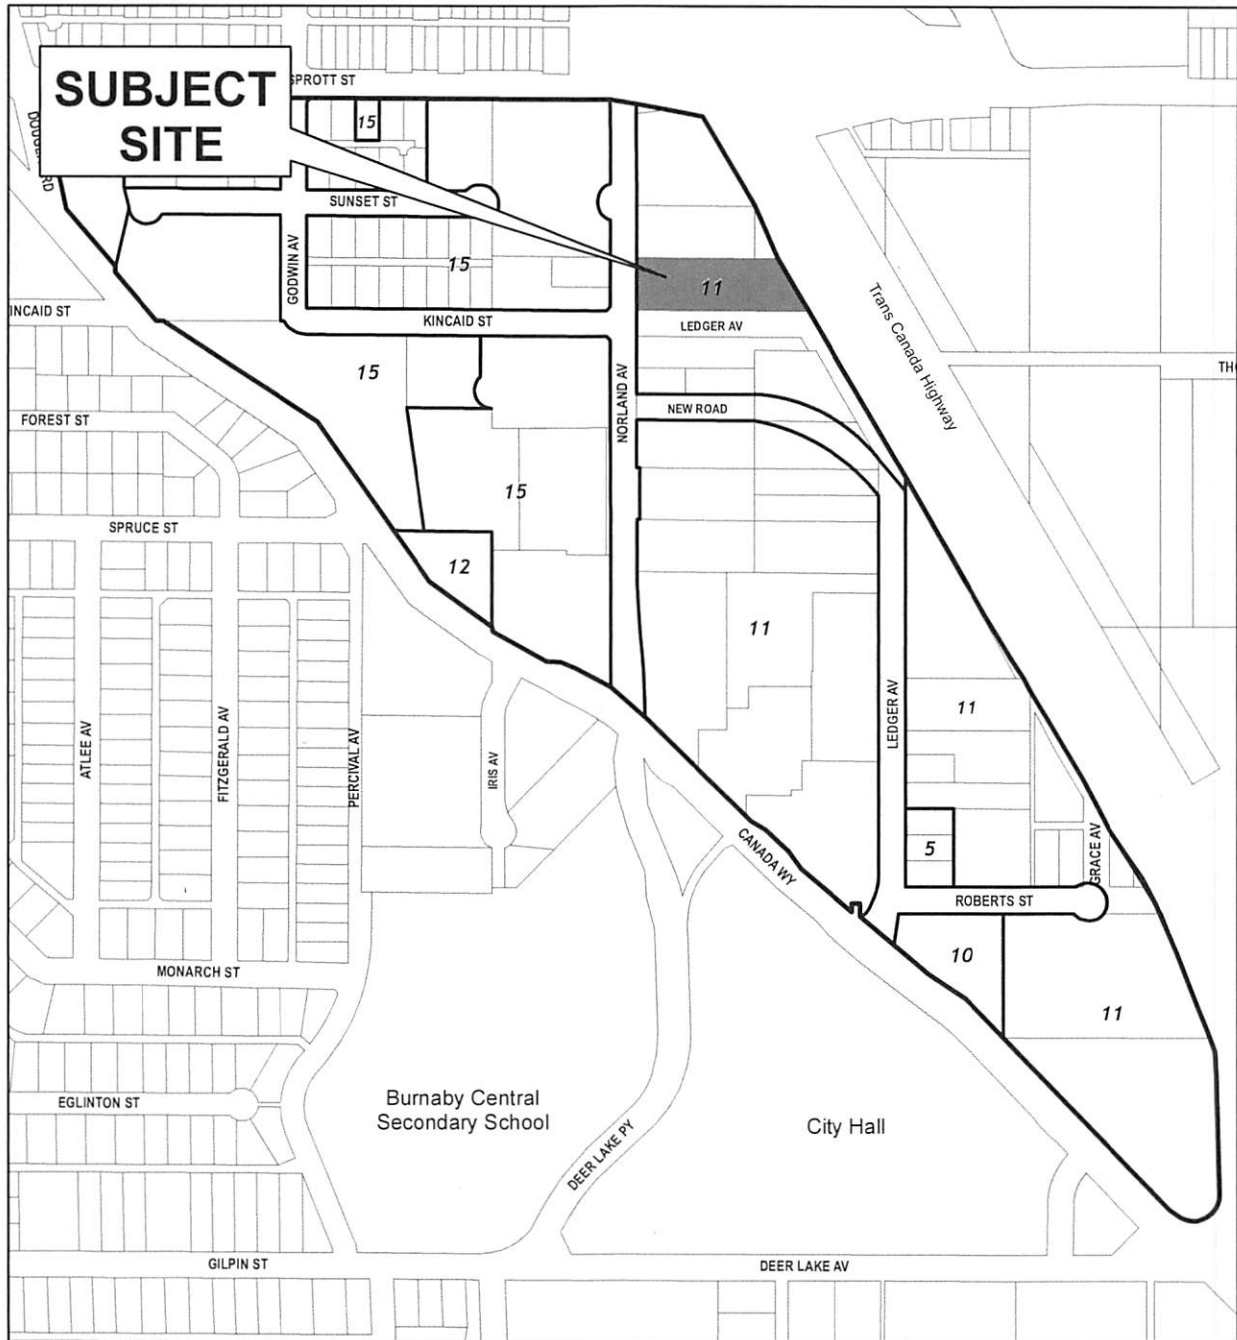 SUBJECT
SITE
SPROTT ST
15
SUNSET ST
GODWIN AV
15
11
KINCAID ST
LEDGER AV
Trans Canada Highway
15
NORLAND AV
NEW ROAD
FOREST ST
15
SPRUCE ST
12
11
11
ATLEE AV
FITZGERALD AV
PERCIVAL AV
IRIS AV
LEDGER AV
CANADA WY
5
GRACE AV
ROBERTS ST
10
11
MONARCH ST
EGLINTON ST
Burnaby Central
Secondary School
City Hall
DEER LAKE PY
GILPIN ST
DEER LAKE AV